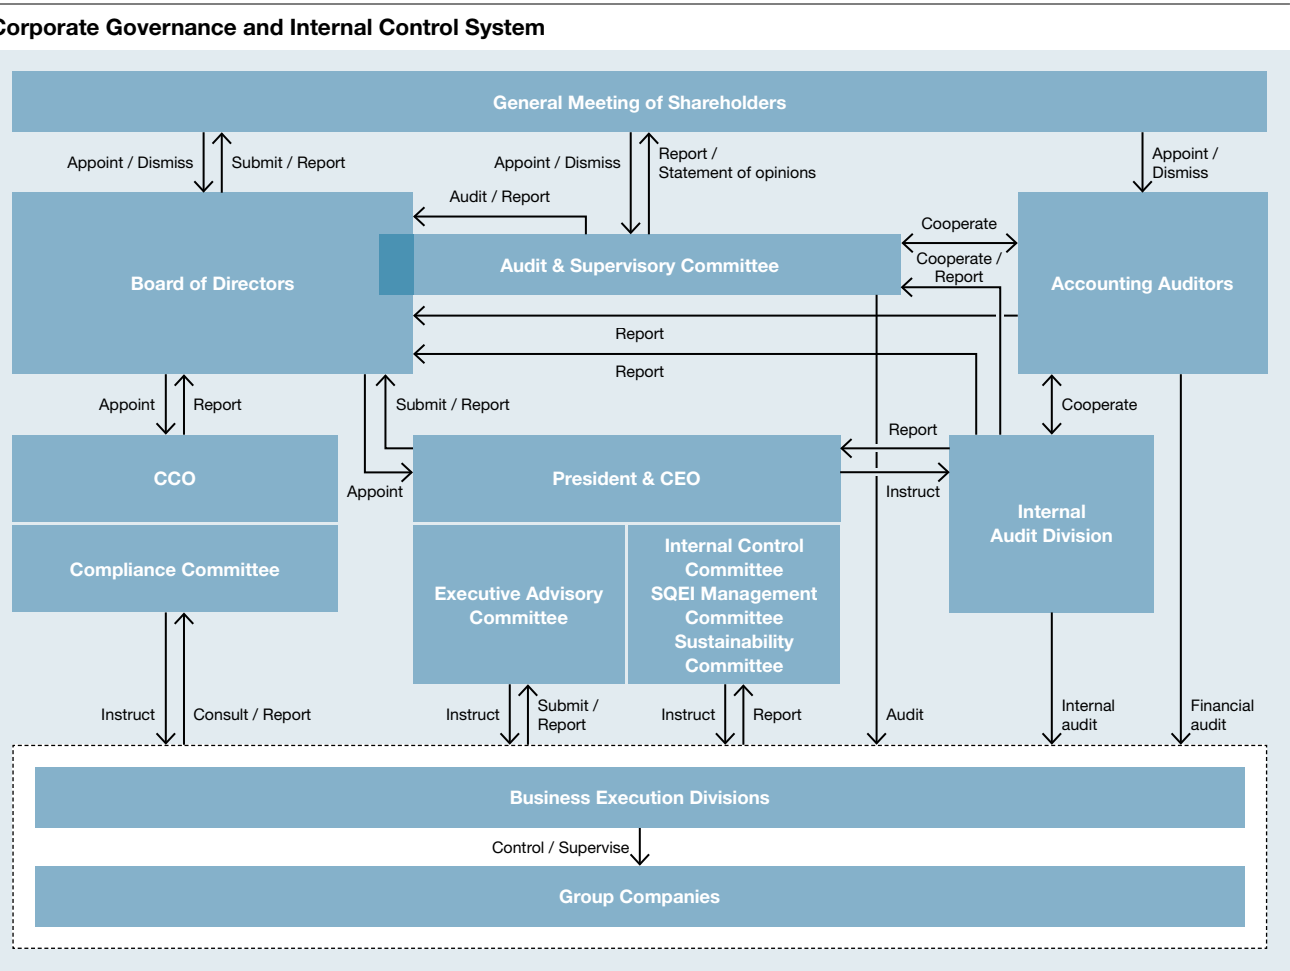 Corporate Governance and Internal Control System
General Meeting of Shareholders
Appoint / Dismiss
Submit / Report
Appoint / Dismiss
Report /
Statement of opinions
Appoint /
Dismiss
Audit / Report
Board of Directors
Audit & Supervisory Committee
Cooperate
Cooperate /
Report
Accounting Auditors
Report
Report
Appoint
Report
Submit / Report
Cooperate
CCO
Appoint
President & CEO
Report
Instruct
Internal
Audit Division
Compliance Committee
Executive Advisory
Committee
Internal Control
Committee
SQEI Management
Committee
Sustainability
Committee
Instruct
Consult / Report
Instruct
Submit /
Report
Instruct
Report
Audit
Internal
audit
Financial
audit
Business Execution Divisions
Control / Supervise
Group Companies